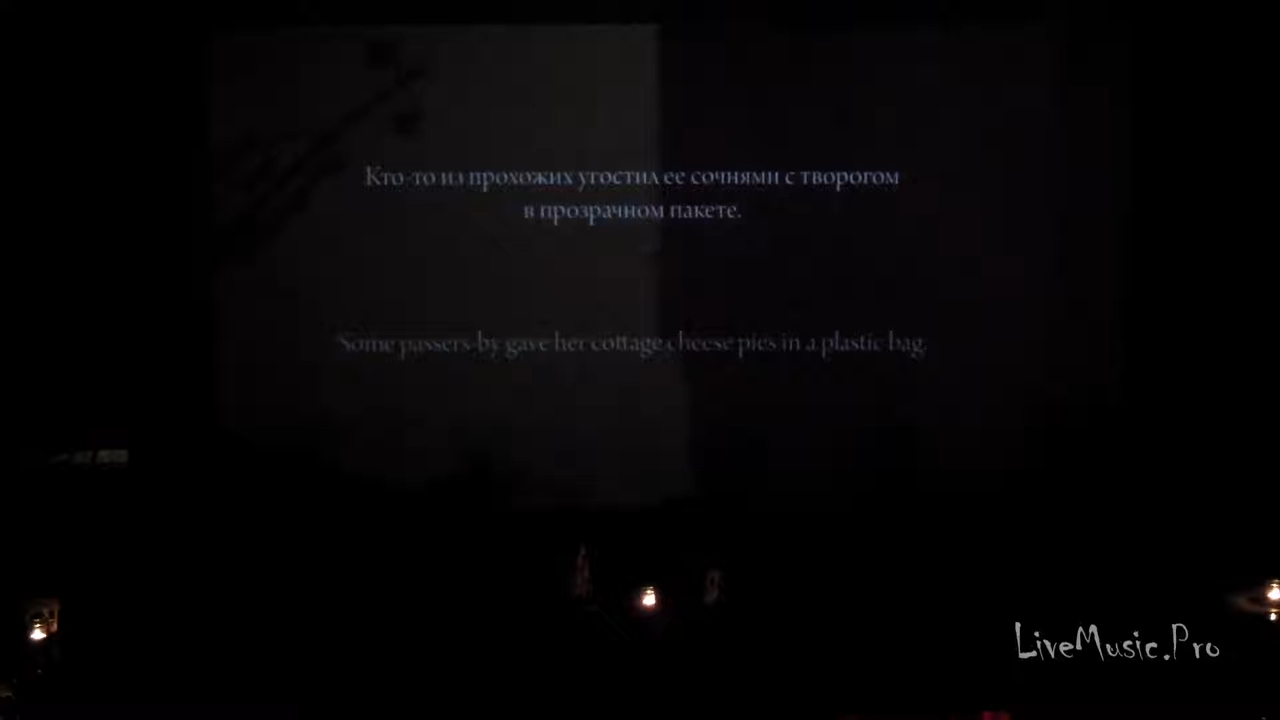 Кто-то из прохожих угостил ее сочнями с творогом
в прозрачном пакете.
Some passers-by gave her cottage cheese pies in a plastic bag.
LiveMusic.Pro